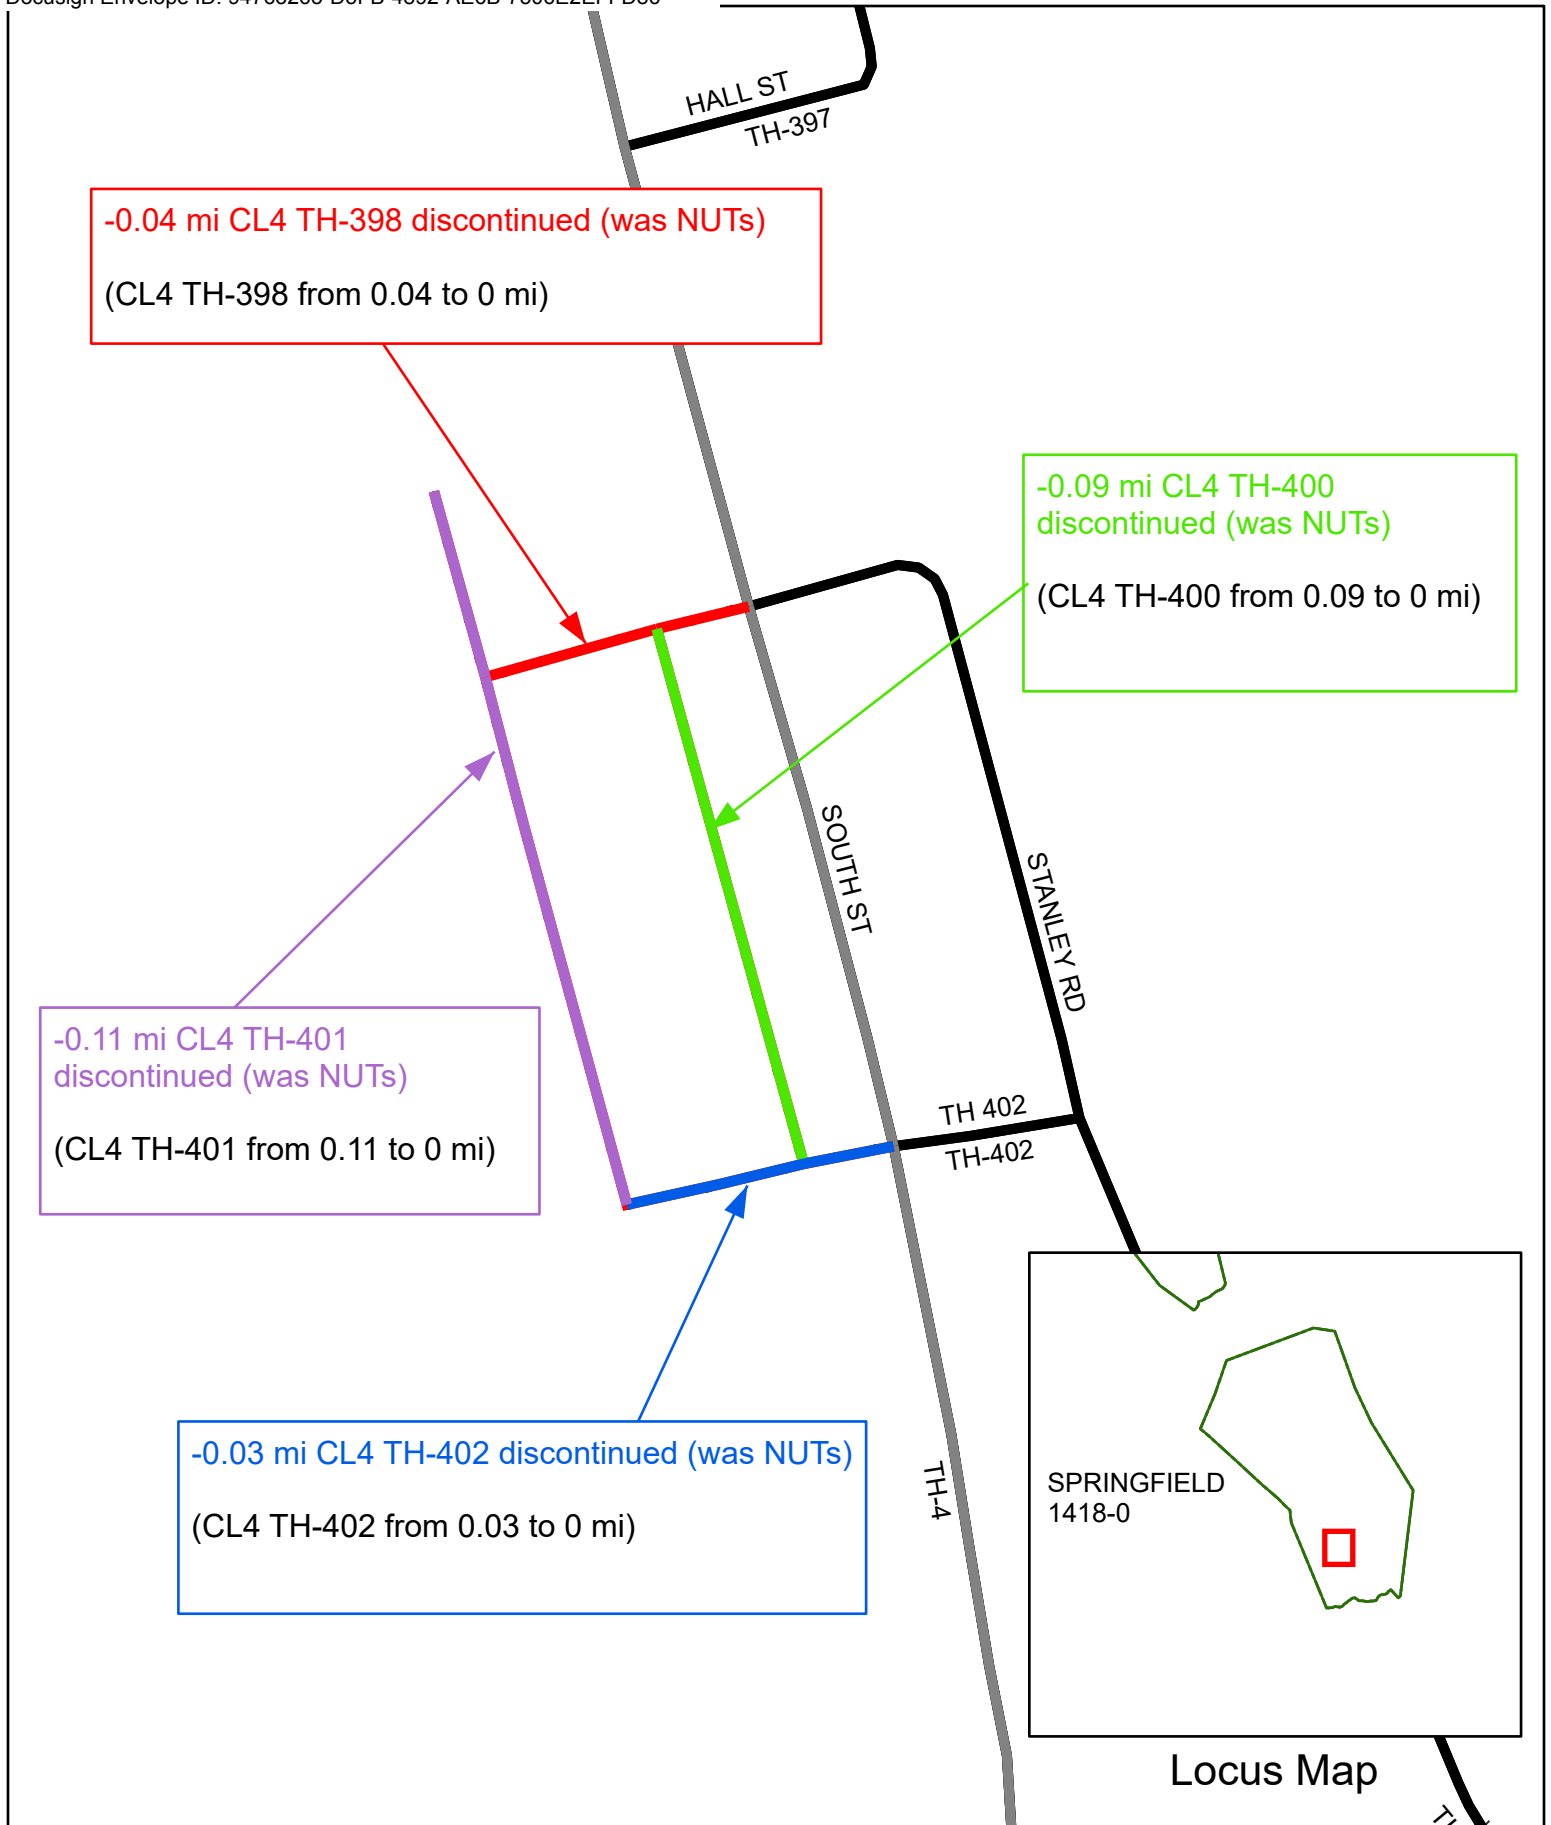 HALL ST
TH-397
-0.04 mi CL4 TH-398 discontinued (was NUTs)
(CL4 TH-398 from 0.04 to 0 mi)
-0.09 mi CL4 TH-400
discontinued (was NUTs)
(CL4 TH-400 from 0.09 to 0 mi)
SOUTH ST
STANLEY RD
-0.11 mi CL4 TH-401
discontinued (was NUTs)
(CL4 TH-401 from 0.11 to 0 mi)
TH 402
TH-402
-0.03 mi CL4 TH-402 discontinued (was NUTs)
(CL4 TH-402 from 0.03 to 0 mi)
TH-4
SPRINGFIELD
1418-0
Locus Map